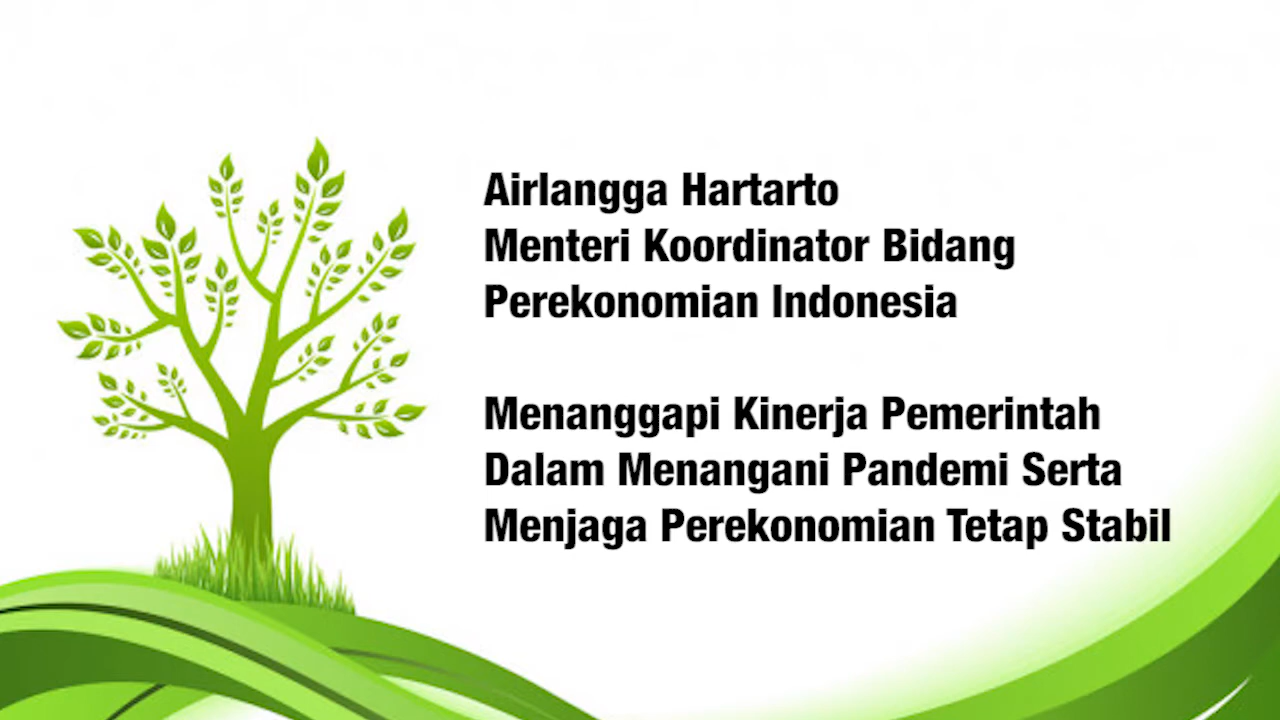 Airlangga Hartarto
Menteri Koordinator Bidang
Perekonomian Indonesia
Menanggapi Kinerja Pemerintah
Dalam Menangani Pandemi Serta
Menjaga Perekonomian Tetap Stabil